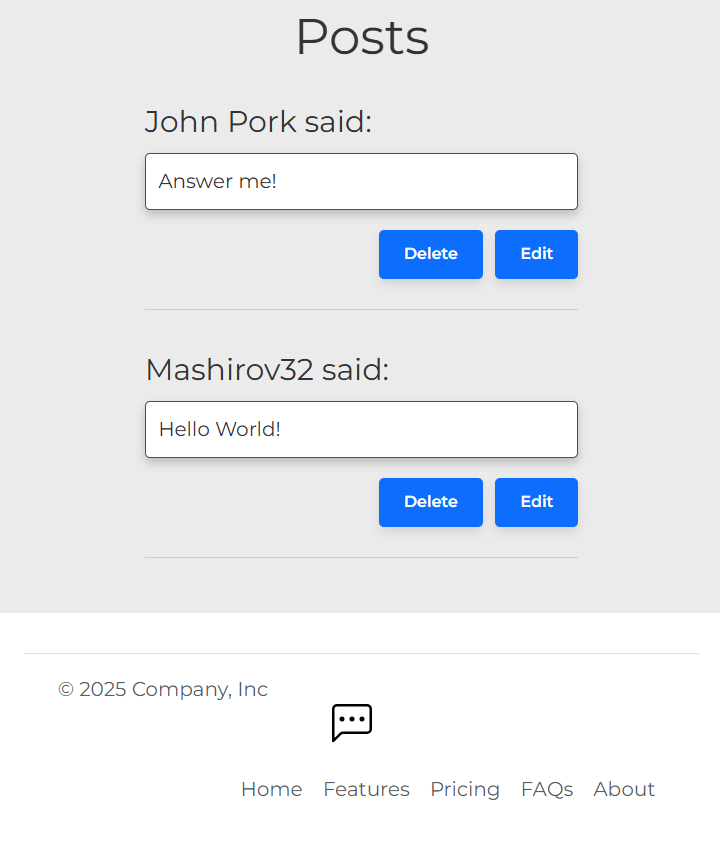 Posts
John Pork said:
Answer me!
Delete Edit
Mashirov32 said:
Hello World!
Delete Edit
© 2025 Company, Inc
Home Features Pricing FAQs About